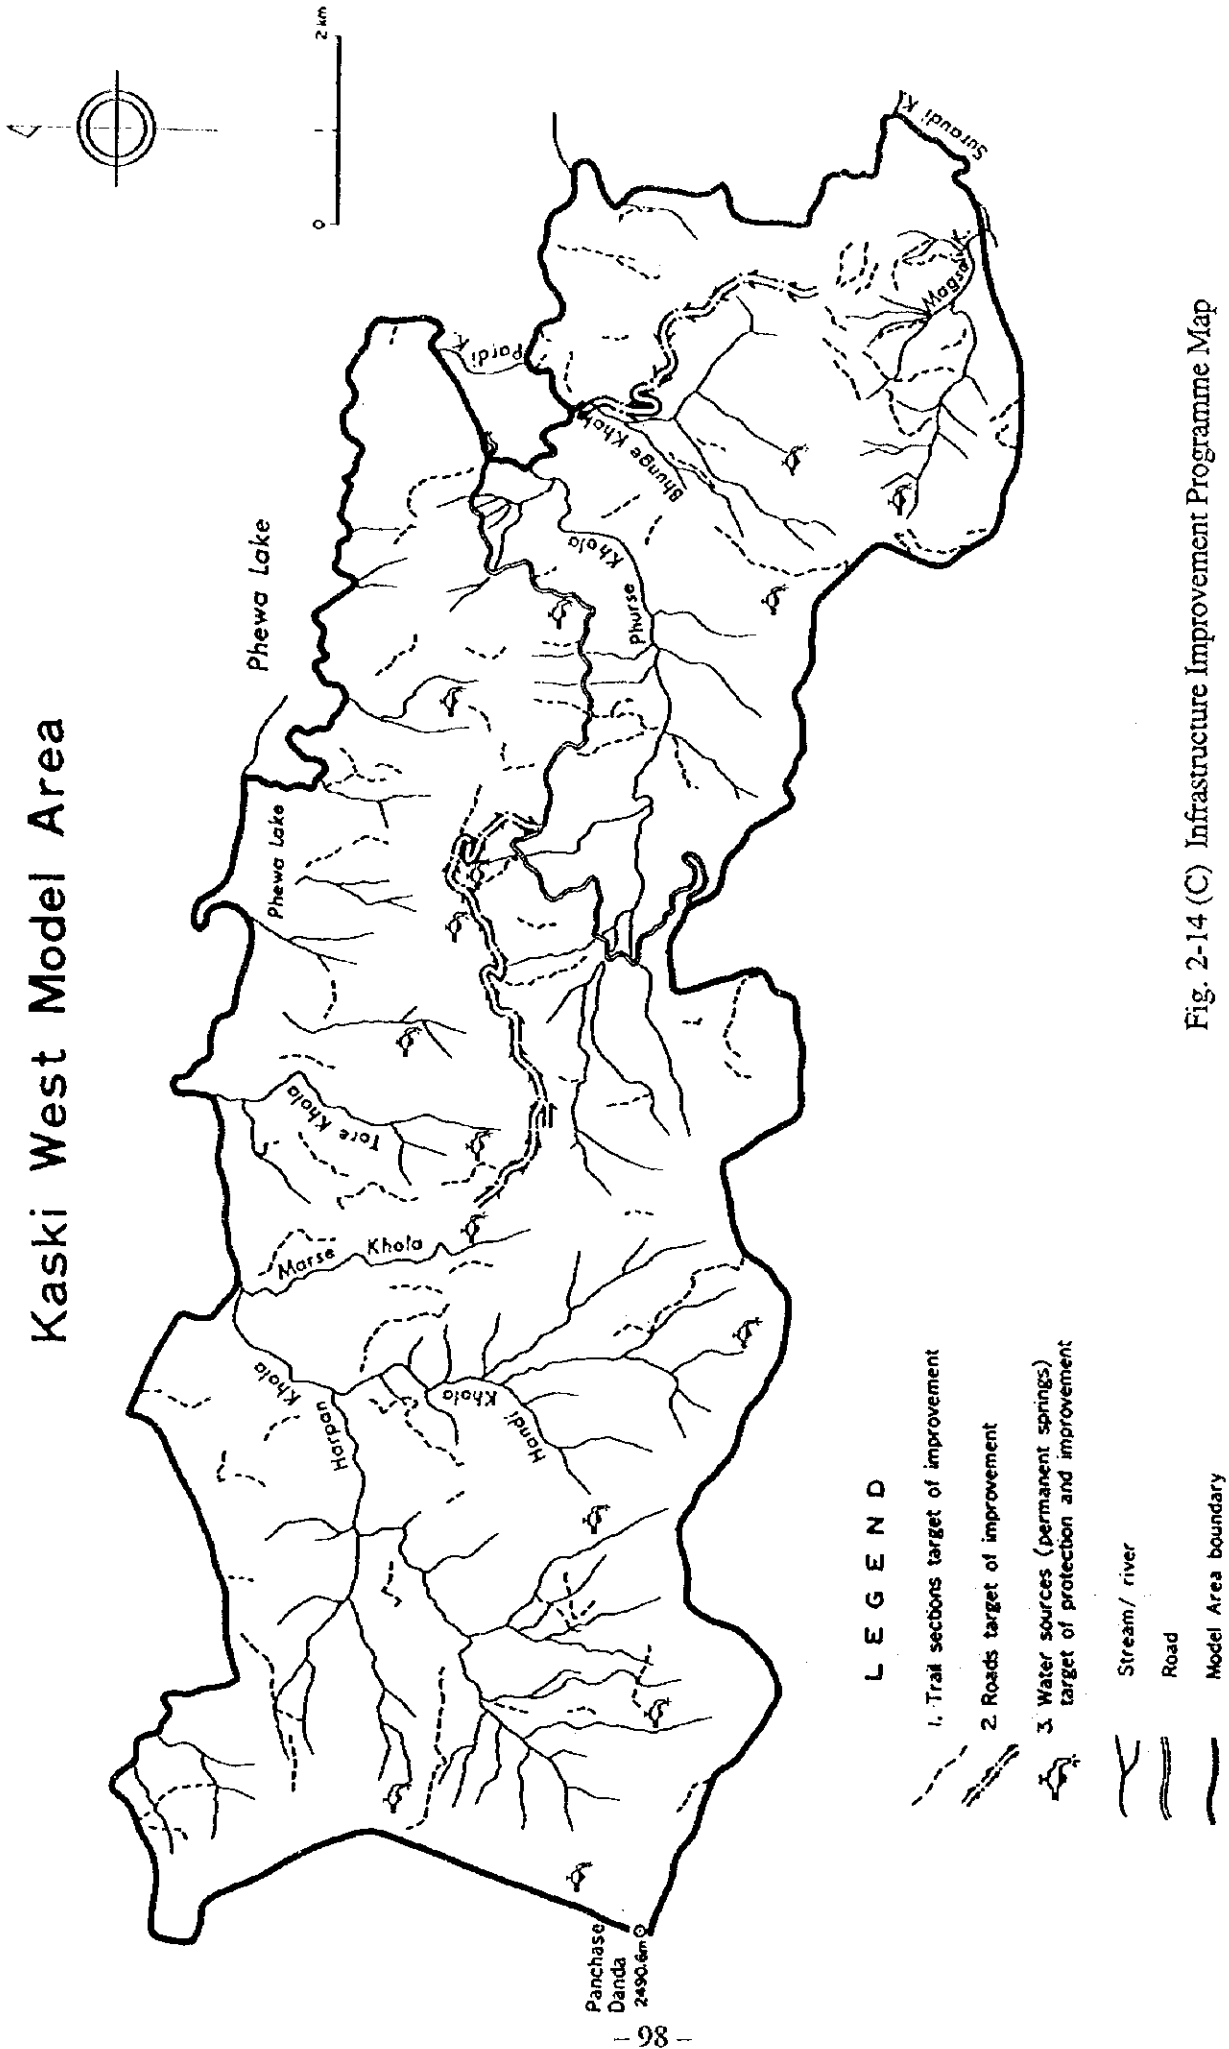 Kaski West Model Area
0
2 km
Phewa Lake
Phewa Lake
Pardi K.
Suraudi K.
Magsai K.
Bhunge Khola
Phurse Khola
Tore Khola
Marse Khola
Harpan Khola
Handi Khola
Panchase
Danda
2490.6m
LEGEND
1. Trail sections target of improvement
2. Roads target of improvement
3. Water sources (permanent springs)
target of protection and improvement
Stream/ river
Road
Model Area boundary
Fig. 2-14 (C) Infrastructure Improvement Programme Map
– 98 –